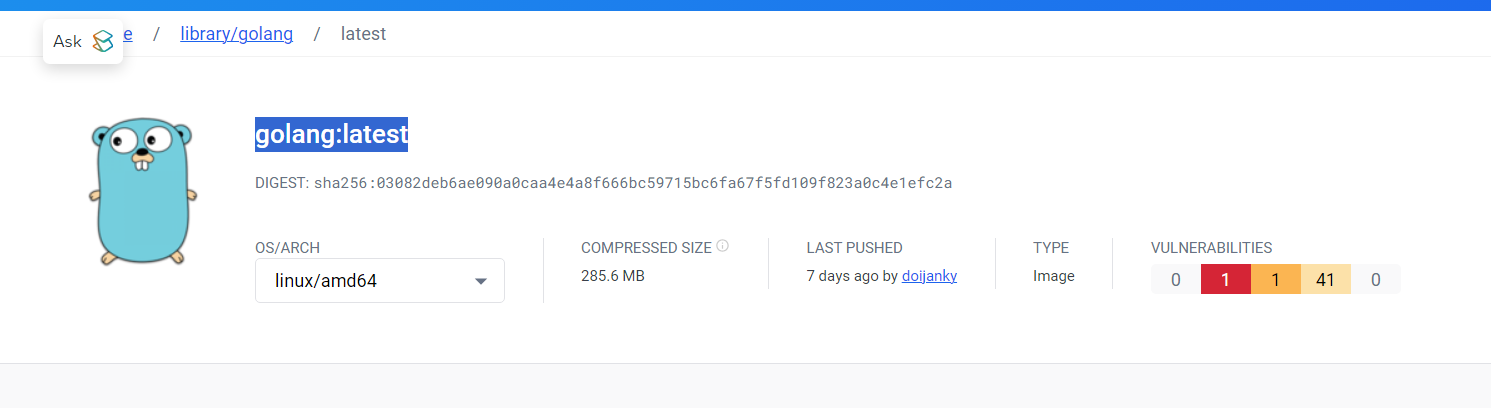 Ask
e / library/golang / latest
golang:latest
DIGEST: sha256:03082deb6ae090a0caa4e4a8f666bc59715bc6fa67f5fd109f823a0c4e1efc2a
OS/ARCH
linux/amd64
COMPRESSED SIZE
285.6 MB
LAST PUSHED
7 days ago by doijanky
TYPE
Image
VULNERABILITIES
0 1 1 41 0